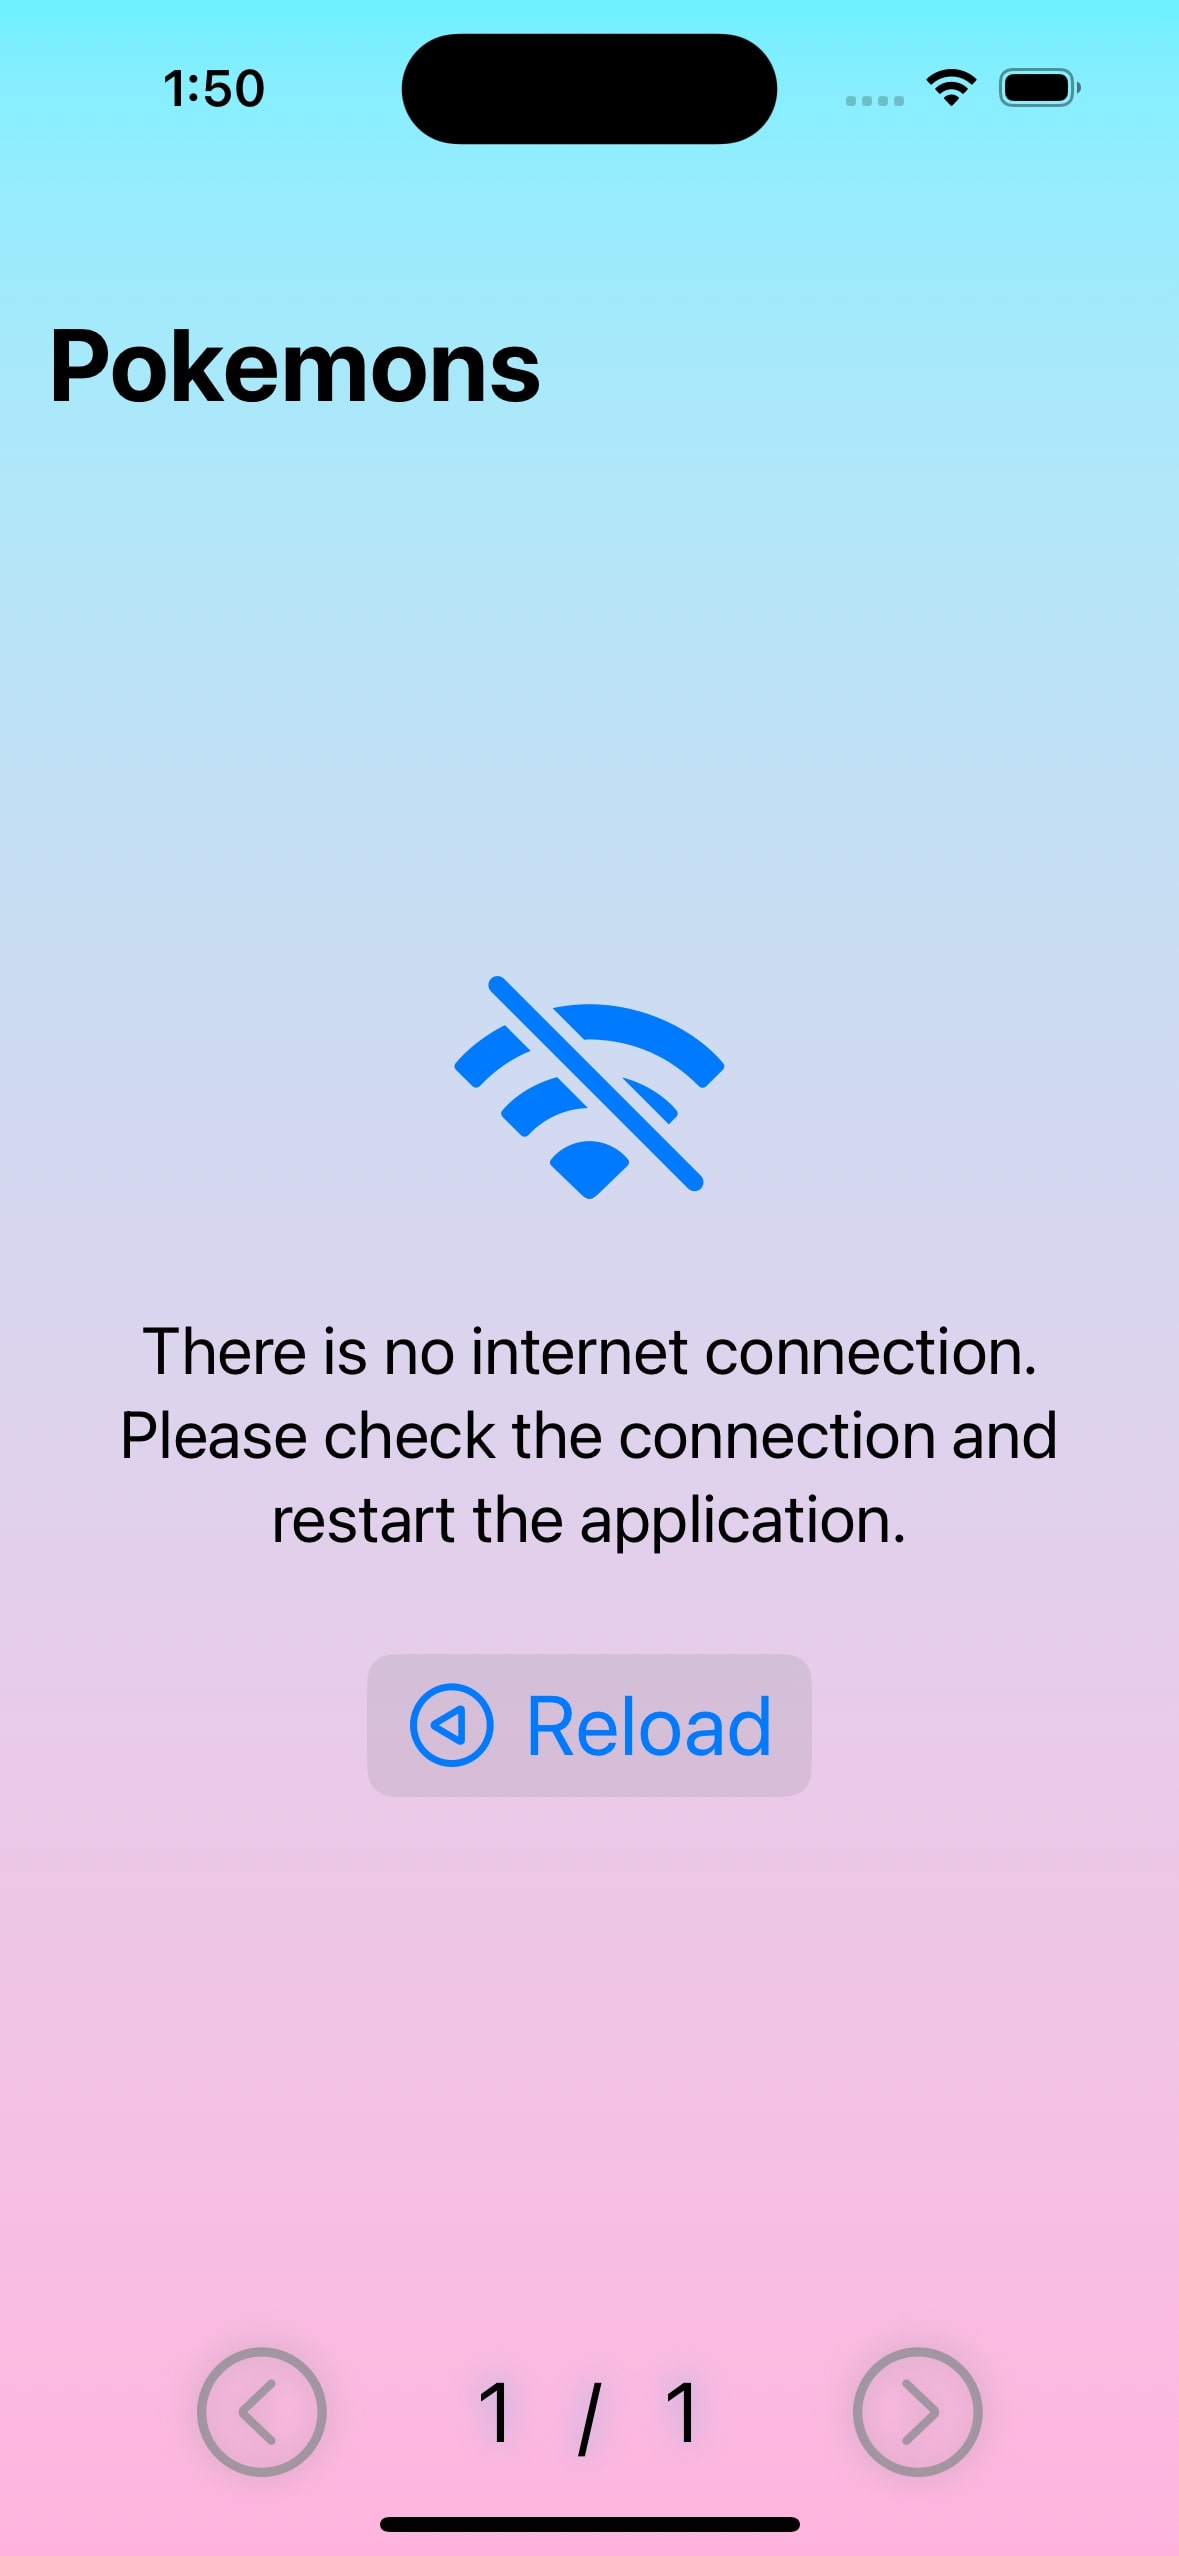 1:50
Pokemons
There is no internet connection.
Please check the connection and
restart the application.
Reload
1 / 1